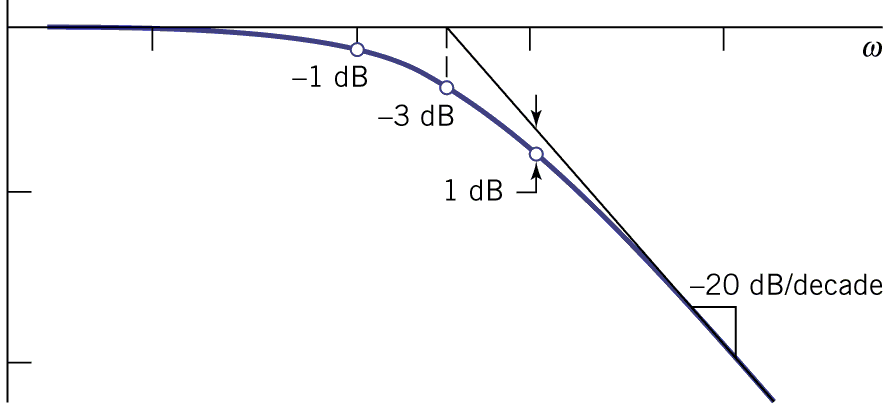 ω
–1 dB
–3 dB
1 dB
–20 dB/decade